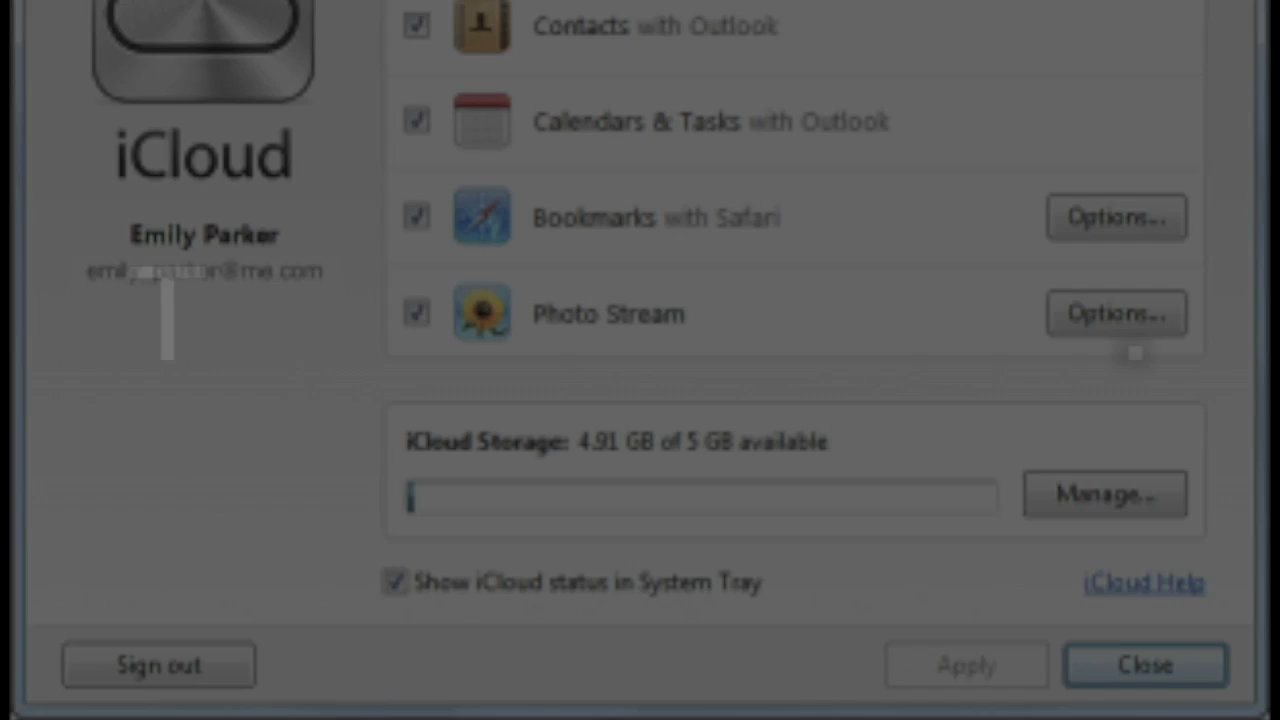 Contacts with Outlook
Calendars & Tasks with Outlook
iCloud
Bookmarks with Safari
Options...
Emily Parker
Photo Stream
Options...
iCloud Storage: 4.91 GB of 5 GB available
Manage...
Show iCloud status in System Tray
iCloud Help
Sign out
Apply
Close